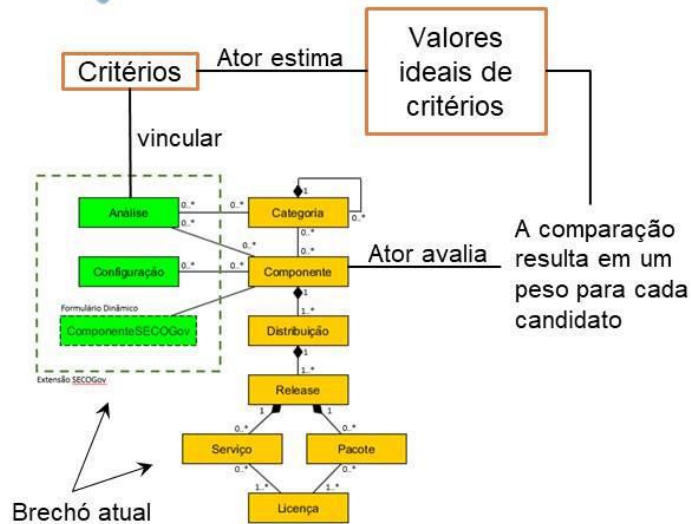 Critérios
Ator estima
Valores
ideais de
critérios
vincular
Análise
0..*
0..*
0..*
Categoria
1
0..*
0..*
0..*
0..*
Configuração
0..*
0..*
Componente
Ator avalia
A comparação
resulta em um
peso para cada
candidato
Formulário Dinâmico
ComponenteSECOGov
Extensão SECOGov
1
1..*
Distribuição
1
1..*
Release
1
1
0..*
0..*
Serviço
Pacote
0..*
0..*
1..*
1..*
Licença
Brechó atual